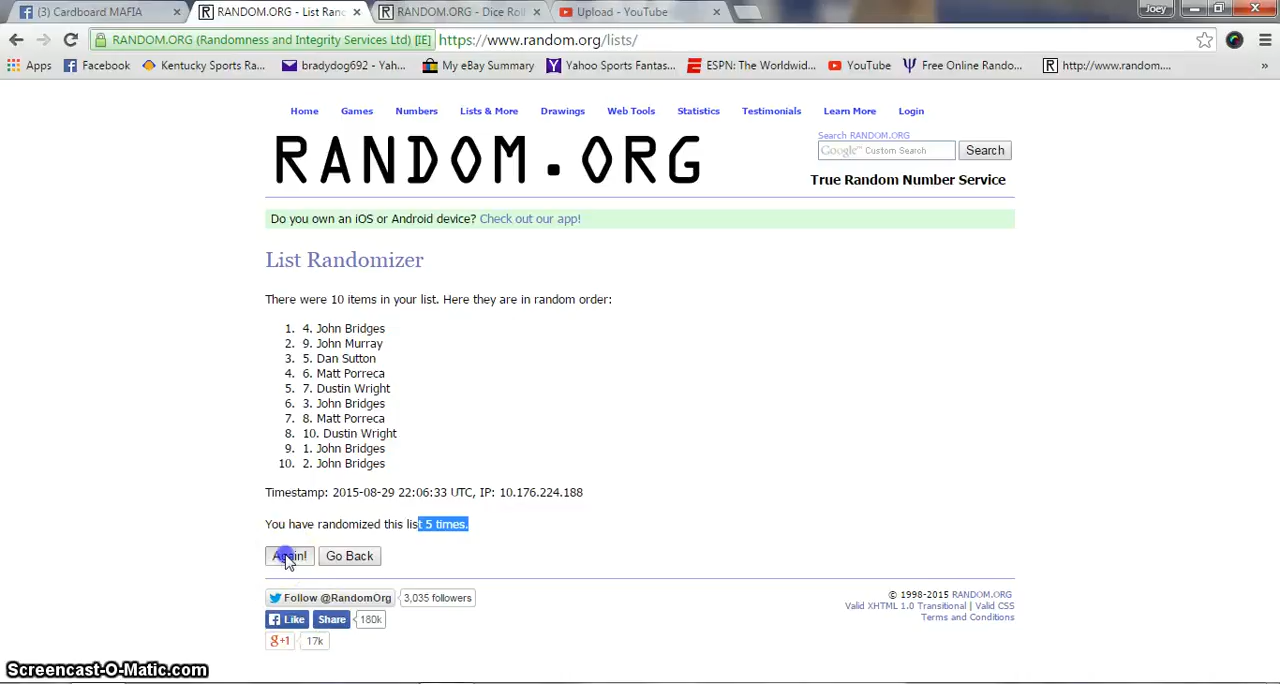 (3) Cardboard MAFIA
RANDOM.ORG - List Ran
RANDOM.ORG - Dice Roll
Upload - YouTube
Joey
RANDOM.ORG (Randomness and Integrity Services Ltd) [IE]
https://www.random.org/lists/
Apps
Facebook
Kentucky Sports Ra...
bradydog692 - Yah...
My eBay Summary
Yahoo Sports Fantas...
ESPN: The Worldwid...
YouTube
Free Online Rando...
http://www.random....
»
Home Games Numbers Lists & More Drawings Web Tools Statistics Testimonials Learn More Login
RANDOM.ORG
Search RANDOM.ORG
Google™ Custom Search
Search
True Random Number Service
Do you own an iOS or Android device? Check out our app!
List Randomizer
There were 10 items in your list. Here they are in random order:
1. 4. John Bridges
2. 9. John Murray
3. 5. Dan Sutton
4. 6. Matt Porreca
5. 7. Dustin Wright
6. 3. John Bridges
7. 8. Matt Porreca
8. 10. Dustin Wright
9. 1. John Bridges
10. 2. John Bridges
Timestamp: 2015-08-29 22:06:33 UTC, IP: 10.176.224.188
You have randomized this list 5 times.
Again! Go Back
Follow @RandomOrg 3,035 followers
Like Share 180k
g+1 17k
© 1998-2015 RANDOM.ORG
Valid XHTML 1.0 Transitional | Valid CSS
Terms and Conditions
Screencast-O-Matic.com